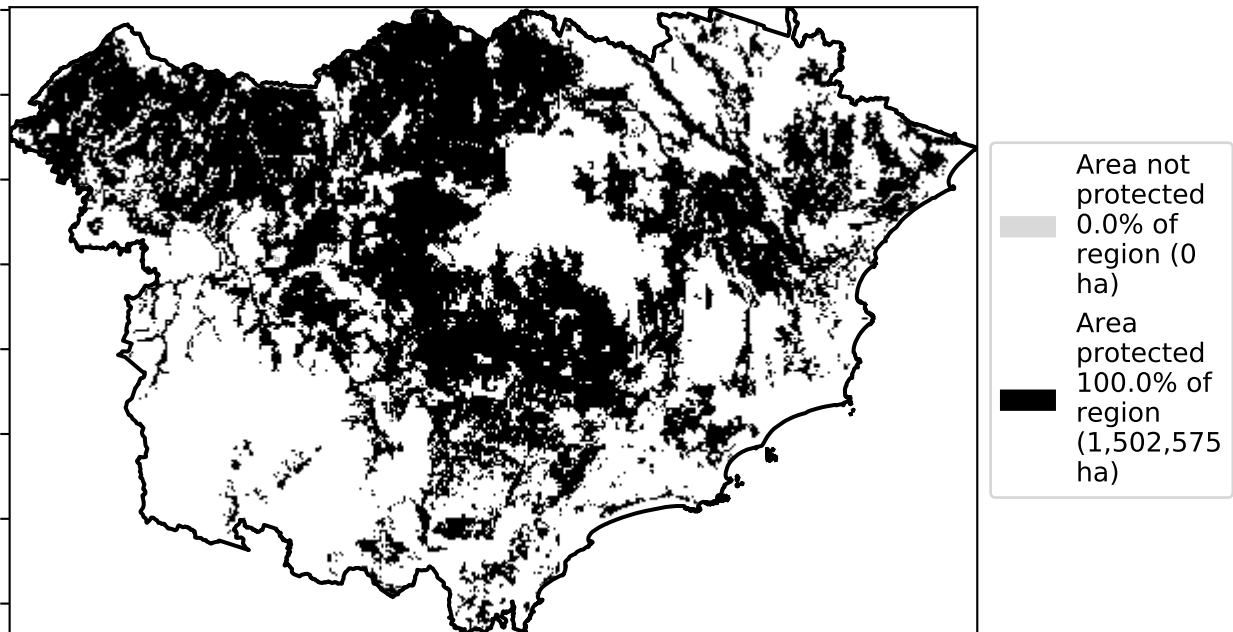 Area not
protected
0.0% of
region (0
ha)
Area
protected
100.0% of
region
(1,502,575
ha)